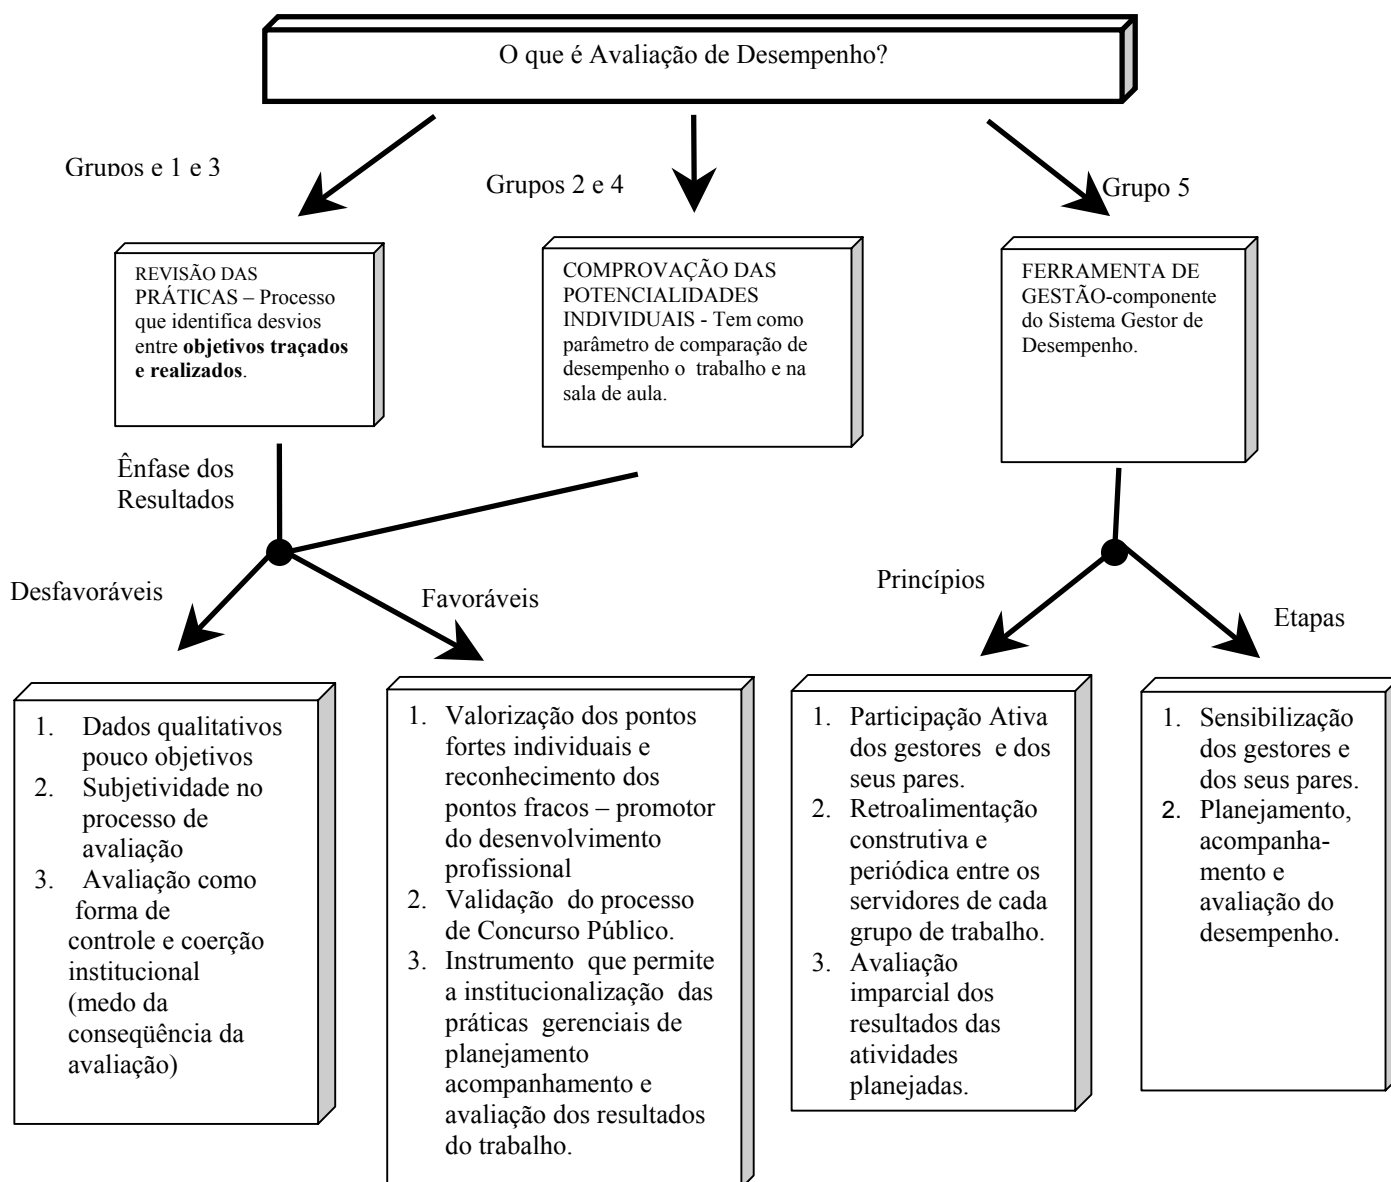 O que é Avaliação de Desempenho?
Grupos e 1 e 3
Grupos 2 e 4
Grupo 5
REVISÃO DAS
PRÁTICAS – Processo
que identifica desvios
entre objetivos traçados
e realizados.
COMPROVAÇÃO DAS
POTENCIALIDADES
INDIVIDUAIS - Tem como
parâmetro de comparação de
desempenho o trabalho e na
sala de aula.
FERRAMENTA DE
GESTÃO-componente
do Sistema Gestor de
Desempenho.
Ênfase dos
Resultados
Desfavoráveis
Favoráveis
Princípios
Etapas
1. Dados qualitativos
pouco objetivos
2. Subjetividade no
processo de
avaliação
3. Avaliação como
forma de
controle e coerção
institucional
(medo da
conseqüência da
avaliação)
1. Valorização dos pontos
fortes individuais e
reconhecimento dos
pontos fracos – promotor
do desenvolvimento
profissional
2. Validação do processo
de Concurso Público.
3. Instrumento que permite
a institucionalização das
práticas gerenciais de
planejamento
acompanhamento e
avaliação dos resultados
do trabalho.
1. Participação Ativa
dos gestores e dos
seus pares.
2. Retroalimentação
construtiva e
periódica entre os
servidores de cada
grupo de trabalho.
3. Avaliação
imparcial dos
resultados das
atividades
planejadas.
1. Sensibilização
dos gestores e
dos seus pares.
2. Planejamento,
acompanha-
mento e
avaliação do
desempenho.